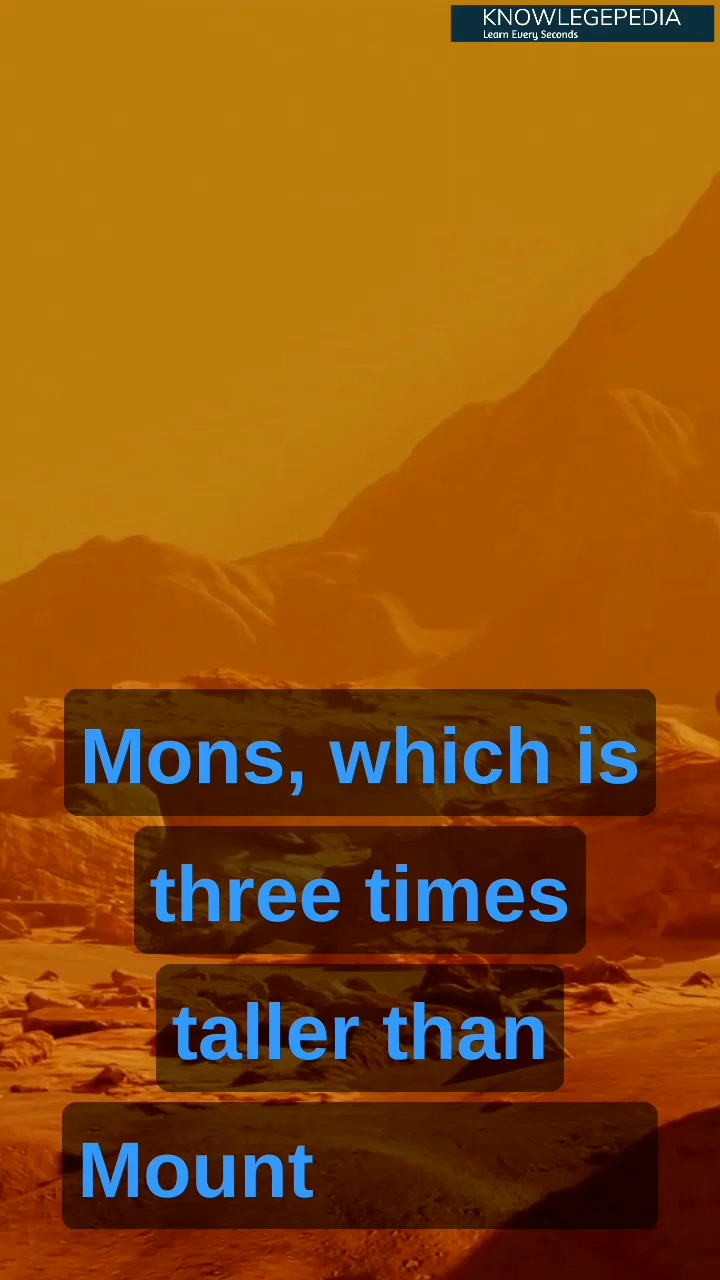 KNOWLEGEPEDIA
Learn Every Seconds
Mons, which is
three times
taller than
Mount